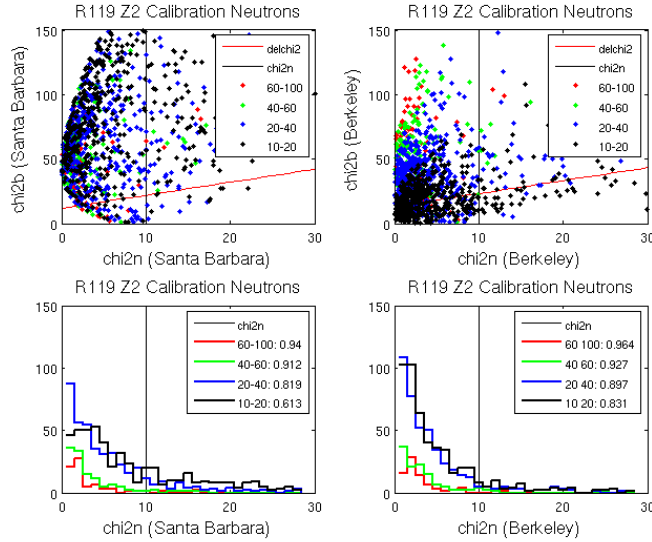 R119 Z2 Calibration Neutrons
150
100
50
0
chi2b (Santa Barbara)
delchi2
chi2n
60-100
40-60
20-40
10-20
0
10
20
30
chi2n (Santa Barbara)
R119 Z2 Calibration Neutrons
150
100
50
0
chi2b (Berkeley)
delchi2
chi2n
60-100
40-60
20-40
10-20
0
10
20
30
chi2n (Berkeley)
R119 Z2 Calibration Neutrons
150
100
50
0
chi2n
60-100: 0.94
40-60: 0.912
20-40: 0.819
10-20: 0.613
0
10
20
30
chi2n (Santa Barbara)
R119 Z2 Calibration Neutrons
150
100
50
0
chi2n
60 100: 0.964
40 60: 0.927
20 40: 0.897
10 20: 0.831
0
10
20
30
chi2n (Berkeley)